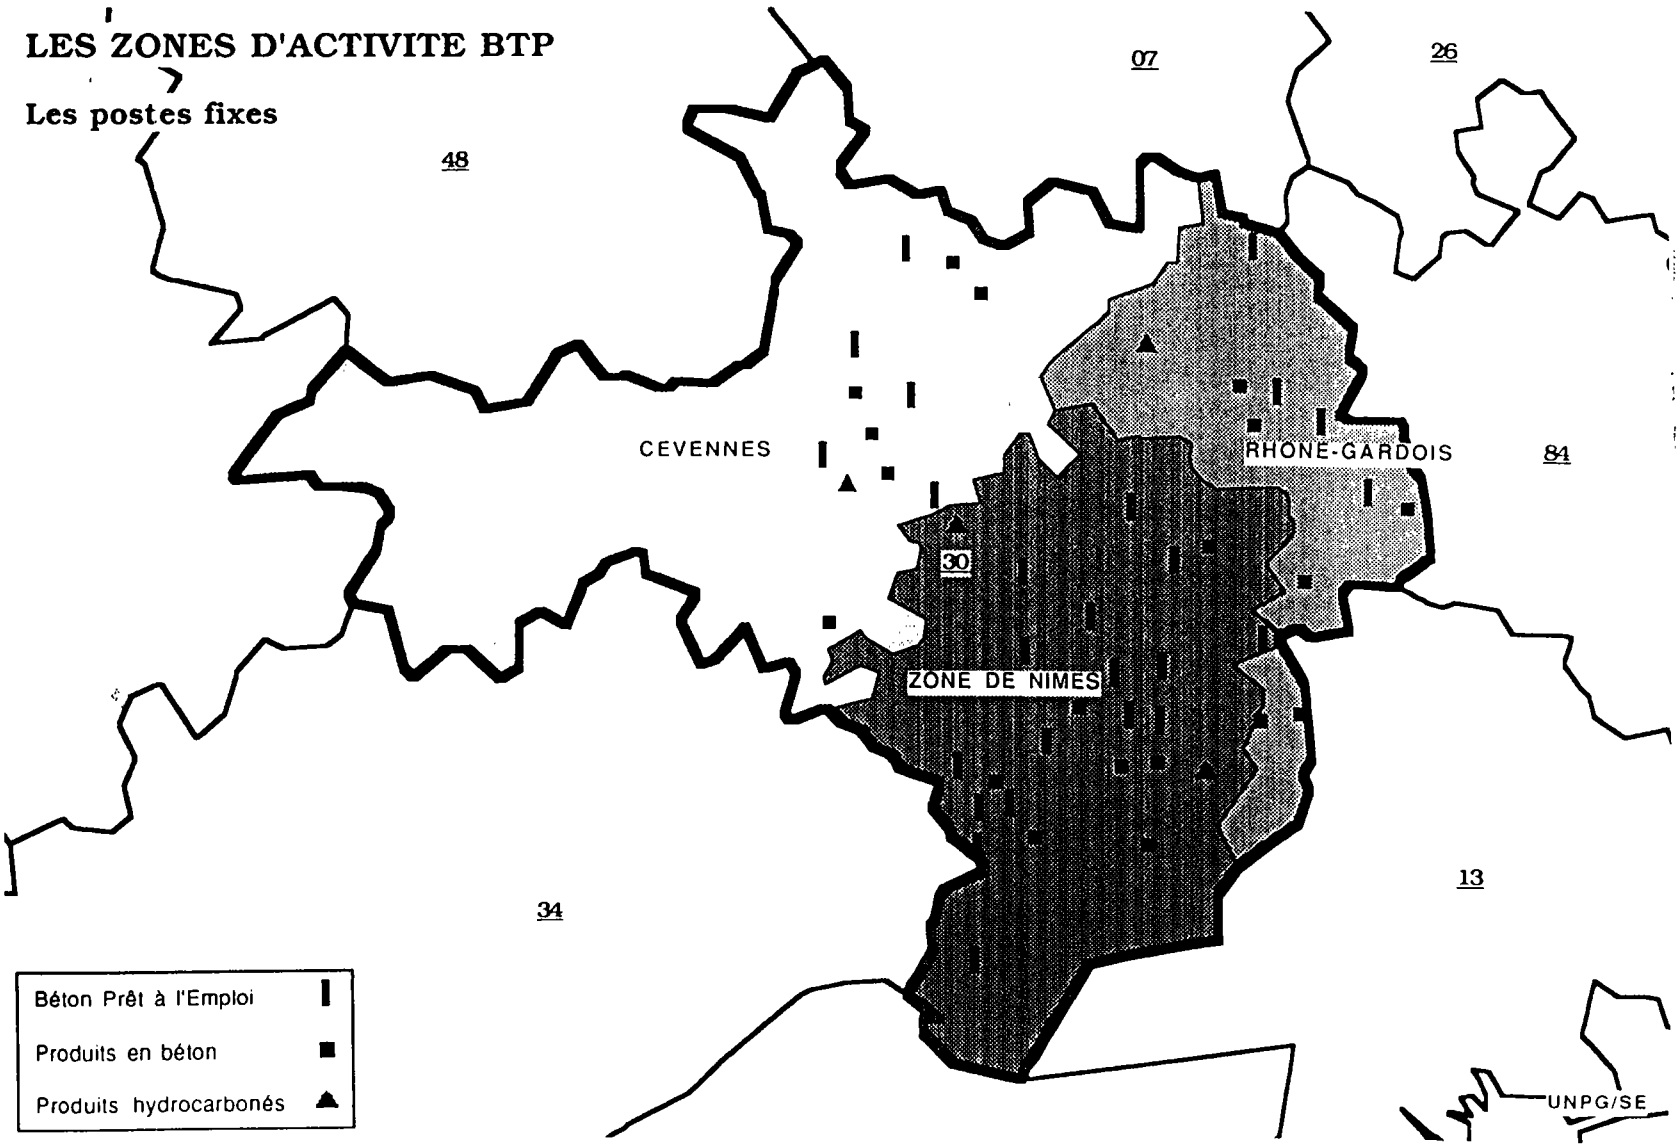 LES ZONES D'ACTIVITE BTP
Les postes fixes
07
26
48
CEVENNES
RHONE-GARDOIS
84
30
ZONE DE NIMES
13
34
Béton Prêt à l'Emploi
Produits en béton
Produits hydrocarbonés
UNPG/SE